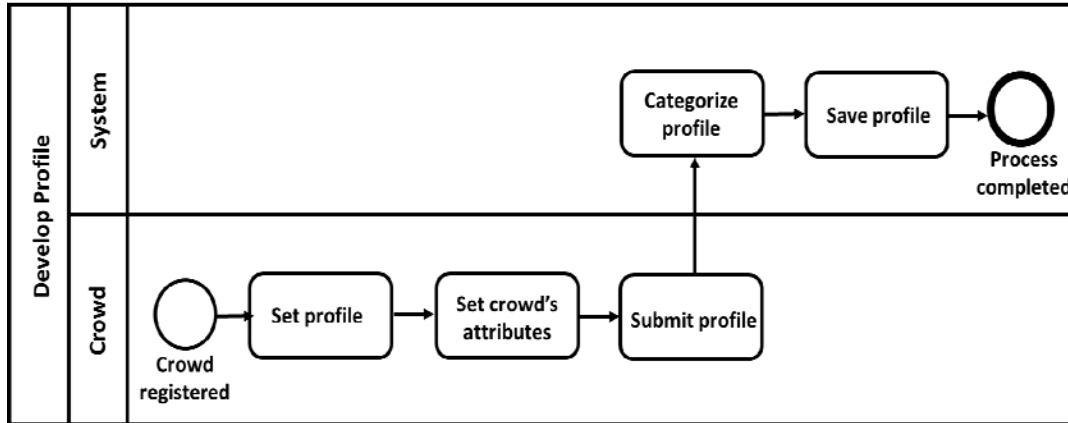 Develop Profile
System
Categorize
profile
Save profile
Process
completed
Crowd
Crowd
registered
Set profile
Set crowd's
attributes
Submit profile